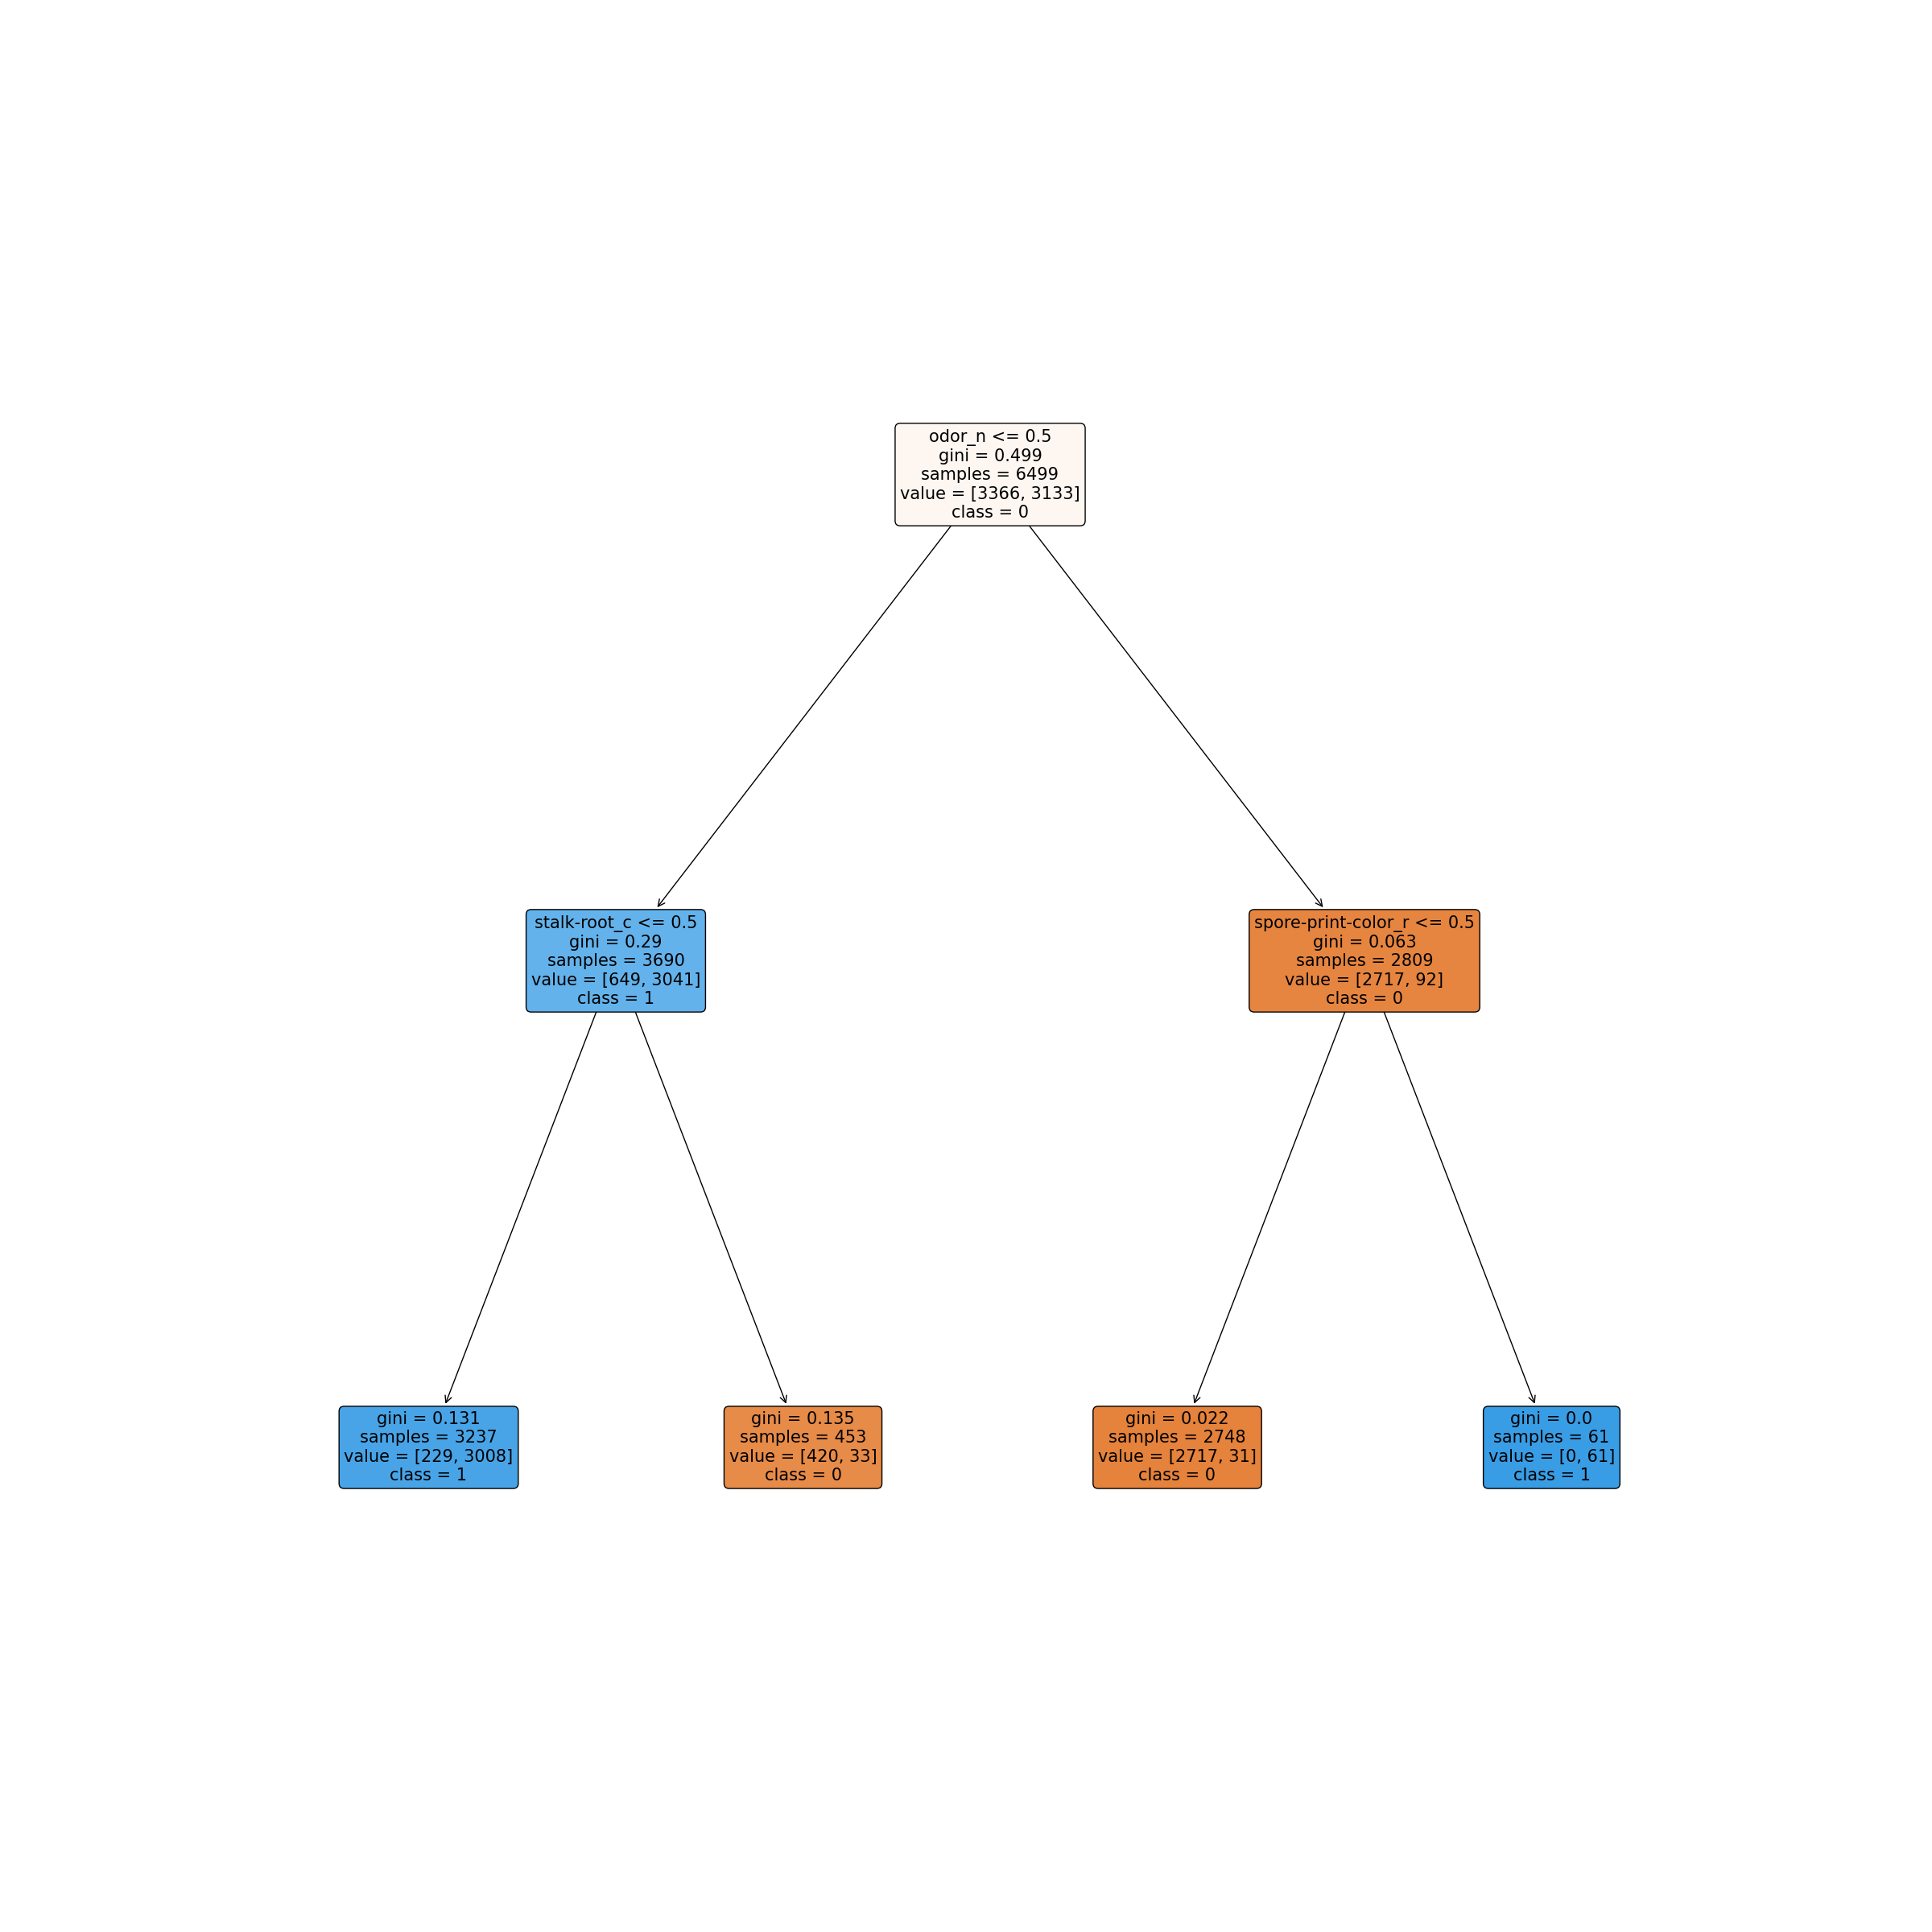 odor_n <= 0.5
gini = 0.499
samples = 6499
value = [3366, 3133]
class = 0
stalk-root_c <= 0.5
gini = 0.29
samples = 3690
value = [649, 3041]
class = 1
spore-print-color_r <= 0.5
gini = 0.063
samples = 2809
value = [2717, 92]
class = 0
gini = 0.131
samples = 3237
value = [229, 3008]
class = 1
gini = 0.135
samples = 453
value = [420, 33]
class = 0
gini = 0.022
samples = 2748
value = [2717, 31]
class = 0
gini = 0.0
samples = 61
value = [0, 61]
class = 1